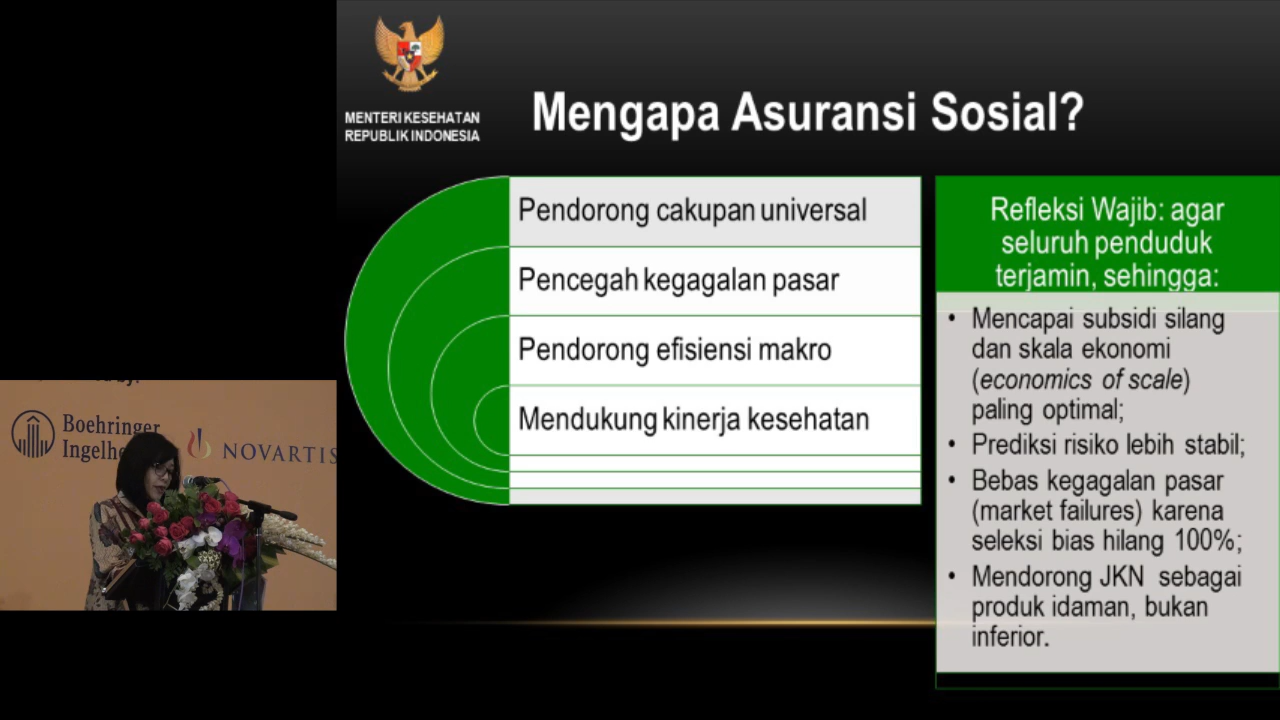 MENTERI KESEHATAN
REPUBLIK INDONESIA
Mengapa Asuransi Sosial?
Pendorong cakupan universal
Pencegah kegagalan pasar
Pendorong efisiensi makro
Mendukung kinerja kesehatan
Refleksi Wajib: agar
seluruh penduduk
terjamin, sehingga:
• Mencapai subsidi silang
dan skala ekonomi
(economics of scale)
paling optimal;
• Prediksi risiko lebih stabil;
• Bebas kegagalan pasar
(market failures) karena
seleksi bias hilang 100%;
• Mendorong JKN sebagai
produk idaman, bukan
inferior.
Boehringer
NOVARTIS